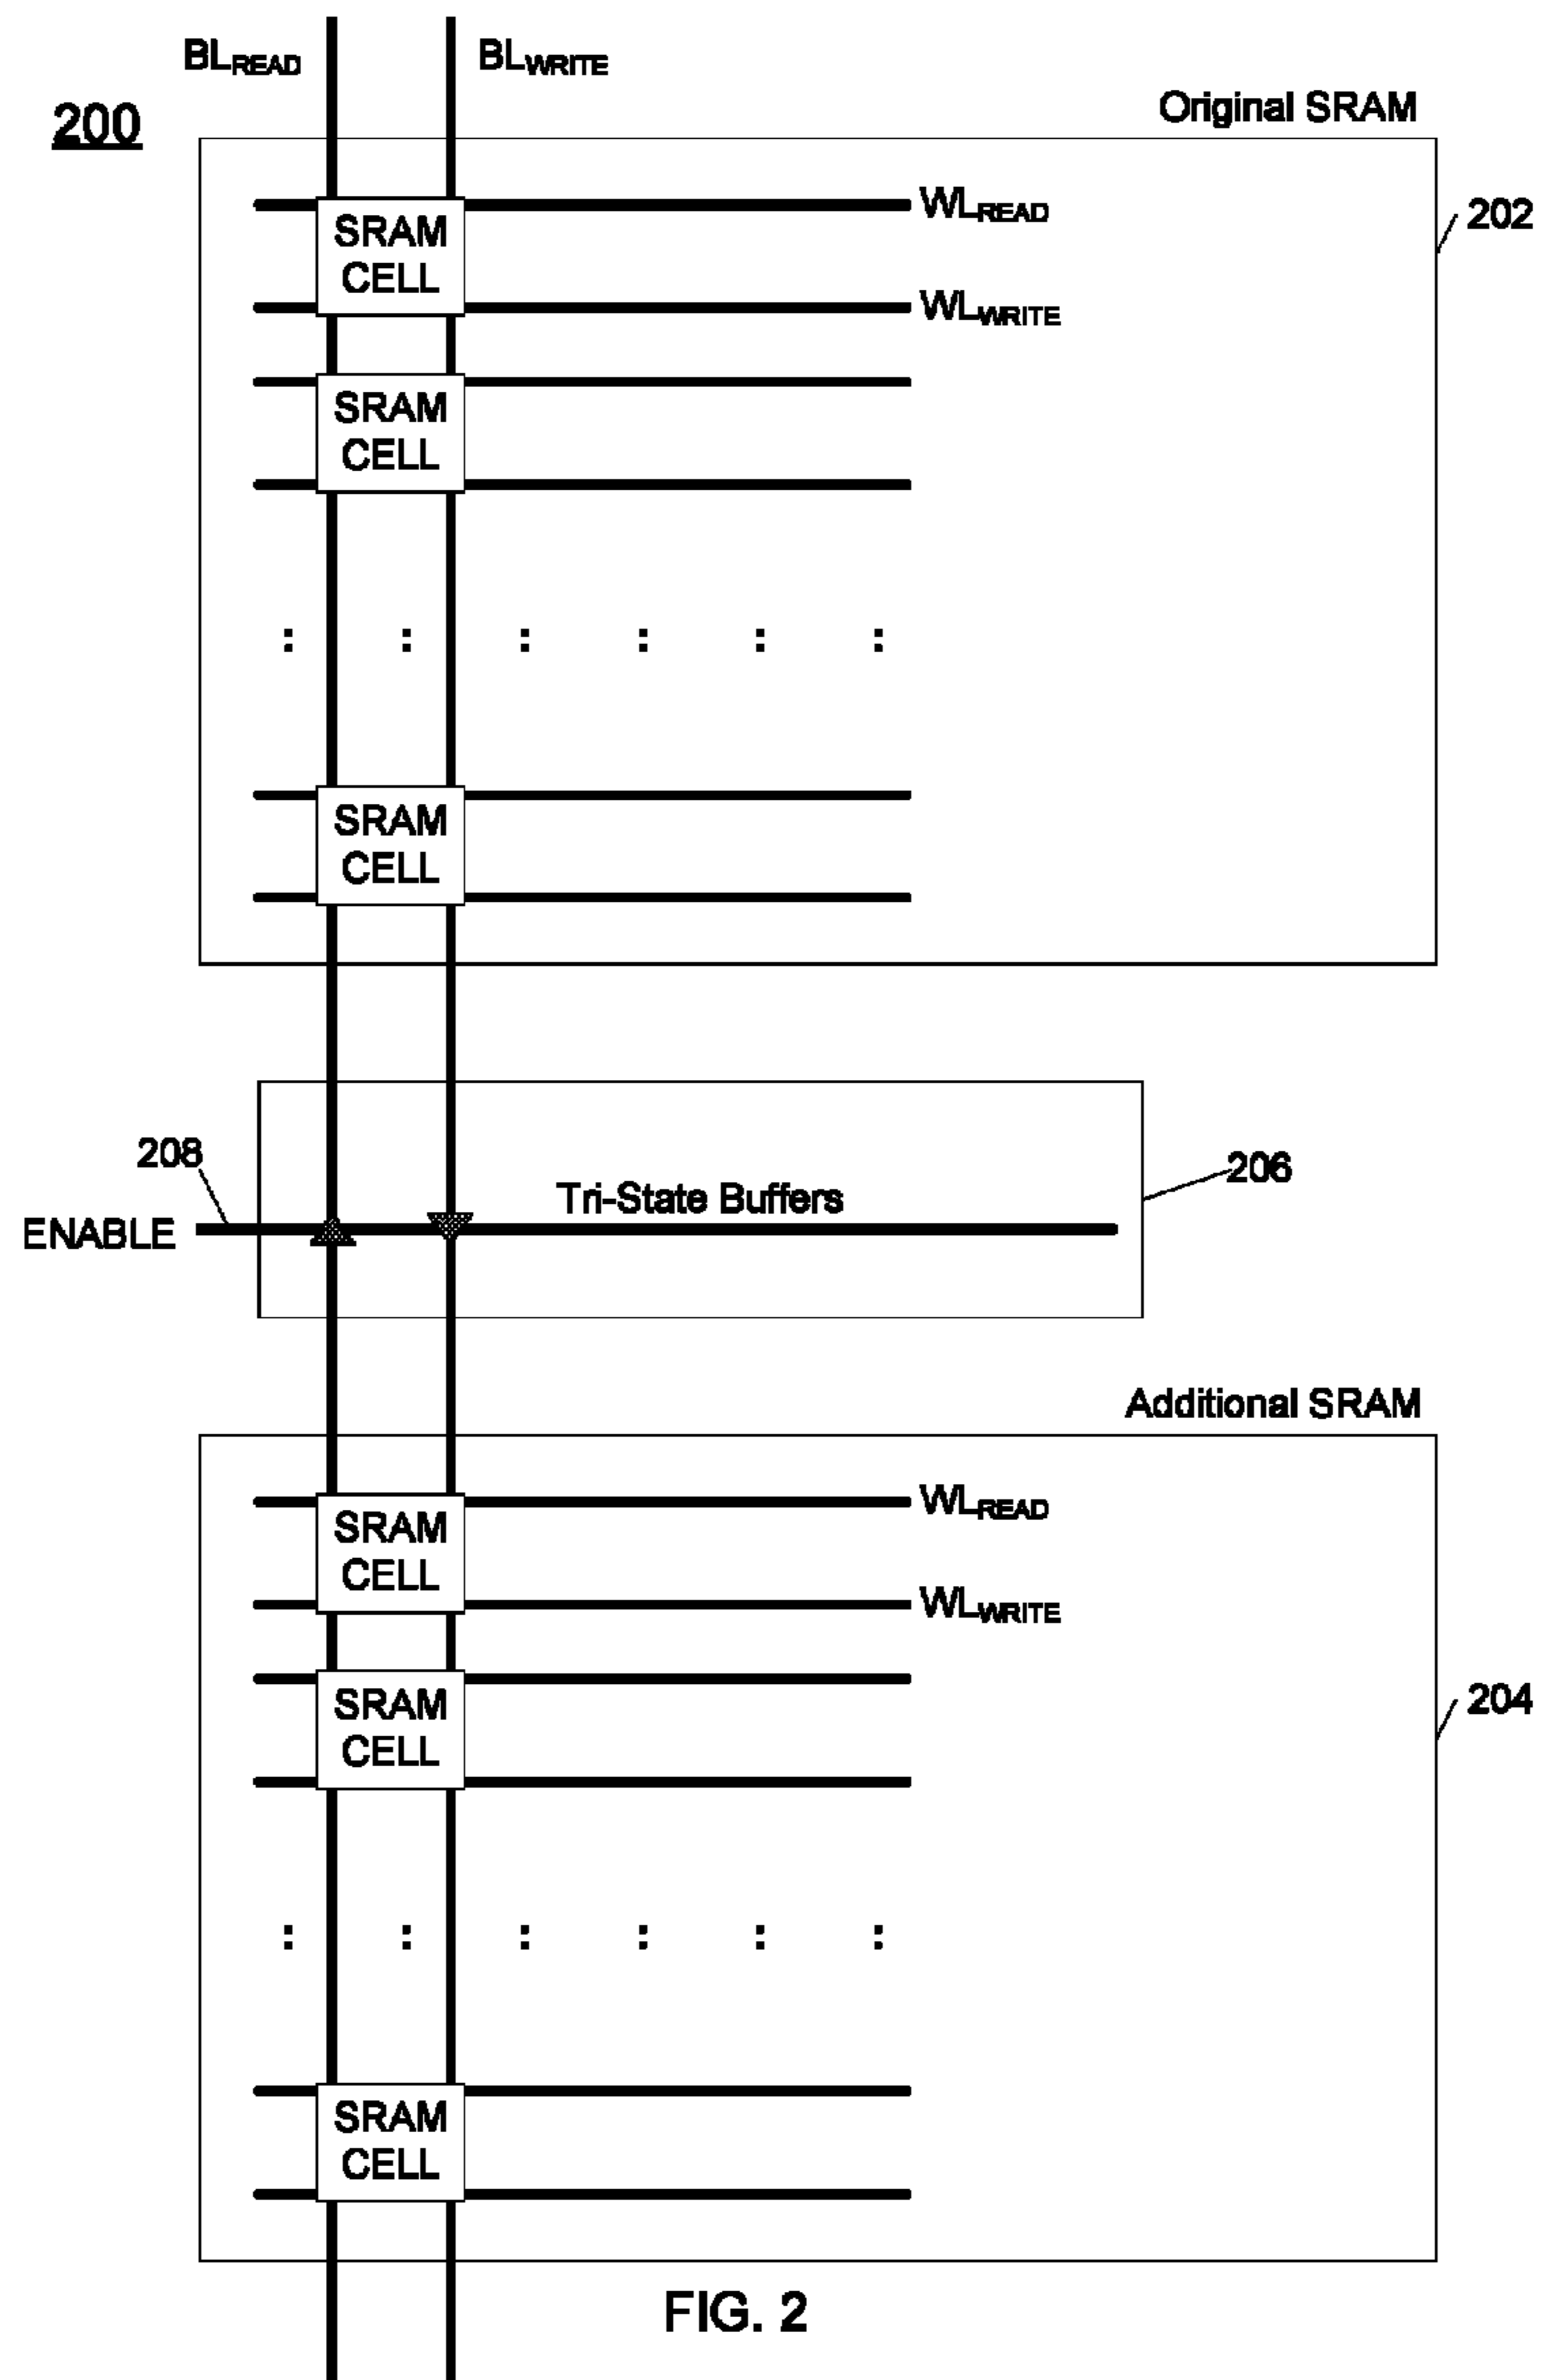 BLREAD
BLWRITE
200
Original SRAM
WLREAD
202
SRAM
CELL
WLWRITE
SRAM
CELL
: : : : : :
SRAM
CELL
208
206
Tri-State Buffers
ENABLE
Additional SRAM
WLREAD
SRAM
CELL
WLWRITE
SRAM
CELL
204
: : : : : :
SRAM
CELL
FIG. 2